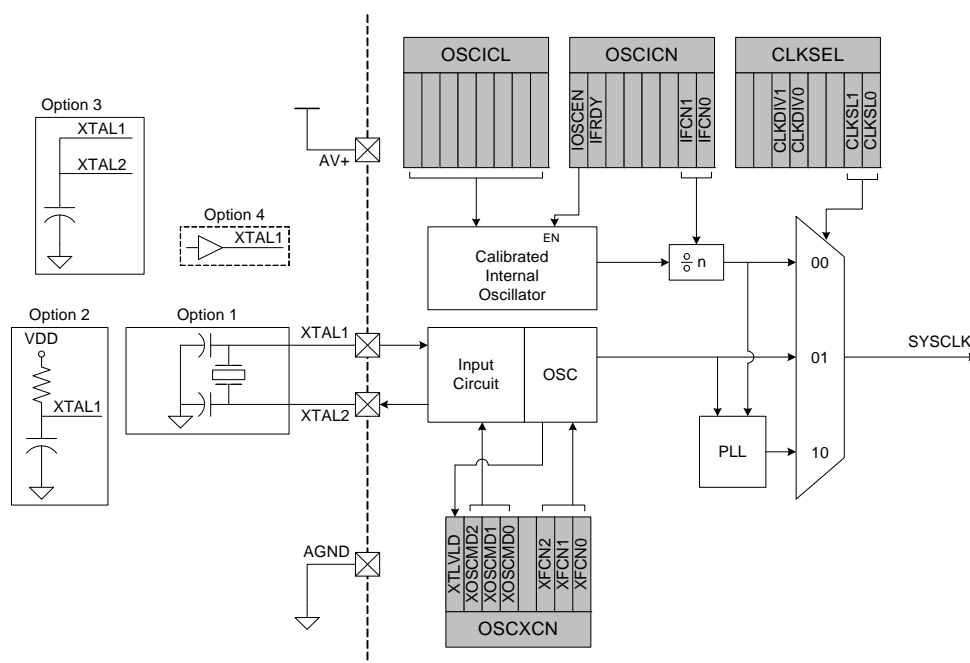 OSCICL
OSCICN
CLKSEL
IOSCEN
IFRDY
IFCN1
IFCN0
CLKDIV1
CLKDIV0
CLKSL1
CLKSL0
Option 3
XTAL1
XTAL2
AV+
Option 4
XTAL1
EN
Calibrated
Internal
Oscillator
n
00
Option 2
VDD
XTAL1
Option 1
XTAL1
XTAL2
Input
Circuit
OSC
01
SYSCLK
PLL
10
AGND
XTLVLD
XOSCMD2
XOSCMD1
XOSCMD0
XFCN2
XFCN1
XFCN0
OSCXCN